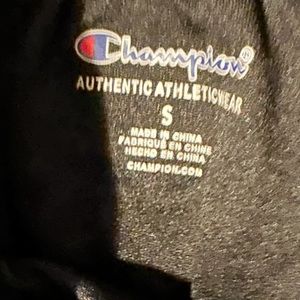 Champion®
AUTHENTIC ATHLETICWEAR
S
MADE IN CHINA
FABRIQUÉ EN CHINE
HECHO EN CHINA
CHAMPION.COM